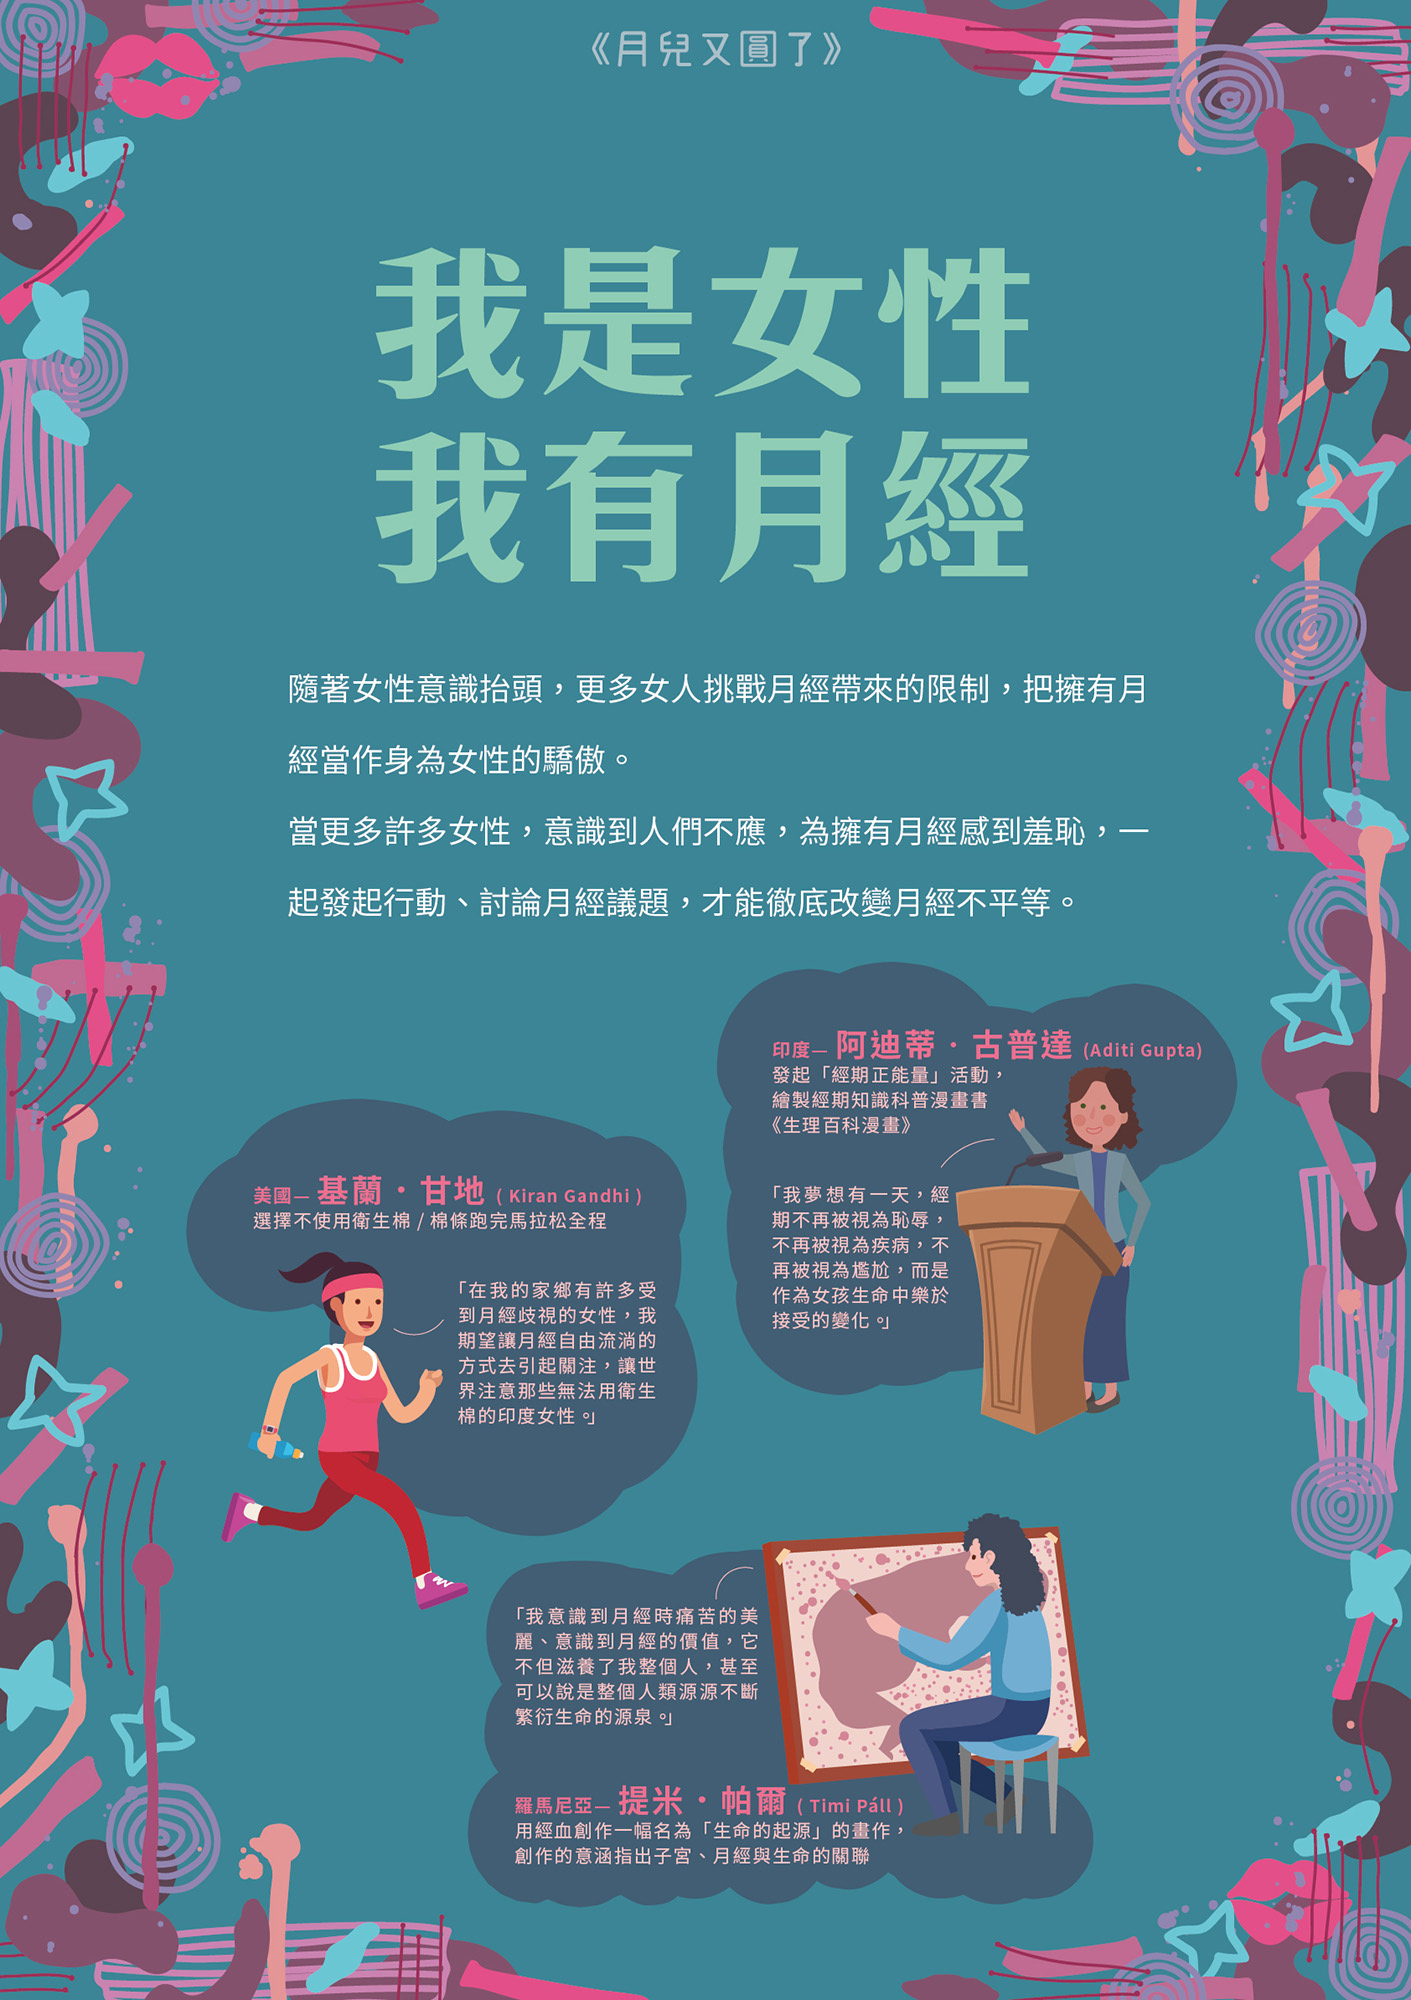 《月兒又圓了》
我是女性
我有月經
隨著女性意識抬頭，更多女人挑戰月經帶來的限制，把擁有月
經當作身為女性的驕傲。
當更多許多女性，意識到人們不應，為擁有月經感到羞恥，一
起發起行動、討論月經議題，才能徹底改變月經不平等。
印度— 阿迪蒂・古普達 (Aditi Gupta)
發起「經期正能量」活動，
繪製經期知識科普漫畫書
《生理百科漫畫》
「我夢想有一天，經
期不再被視為恥辱，
不再被視為疾病，不
再被視為尷尬，而是
作為女孩生命中樂於
接受的變化。」
美國— 基蘭・甘地 ( Kiran Gandhi )
選擇不使用衛生棉 / 棉條跑完馬拉松全程
「在我的家鄉有許多受
到月經歧視的女性，我
期望讓月經自由流淌的
方式去引起關注，讓世
界注意那些無法用衛生
棉的印度女性。」
「我意識到月經時痛苦的美
麗、意識到月經的價值，它
不但滋養了我整個人，甚至
可以說是整個人類源源不斷
繁衍生命的源泉。」
羅馬尼亞— 提米・帕爾 ( Timi Páll )
用經血創作一幅名為「生命的起源」的畫作，
創作的意涵指出子宮、月經與生命的關聯